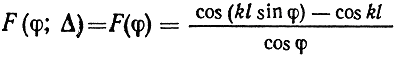 F (φ; Δ)=F(φ) = cos (kl sin φ) — cos kl / cos φ